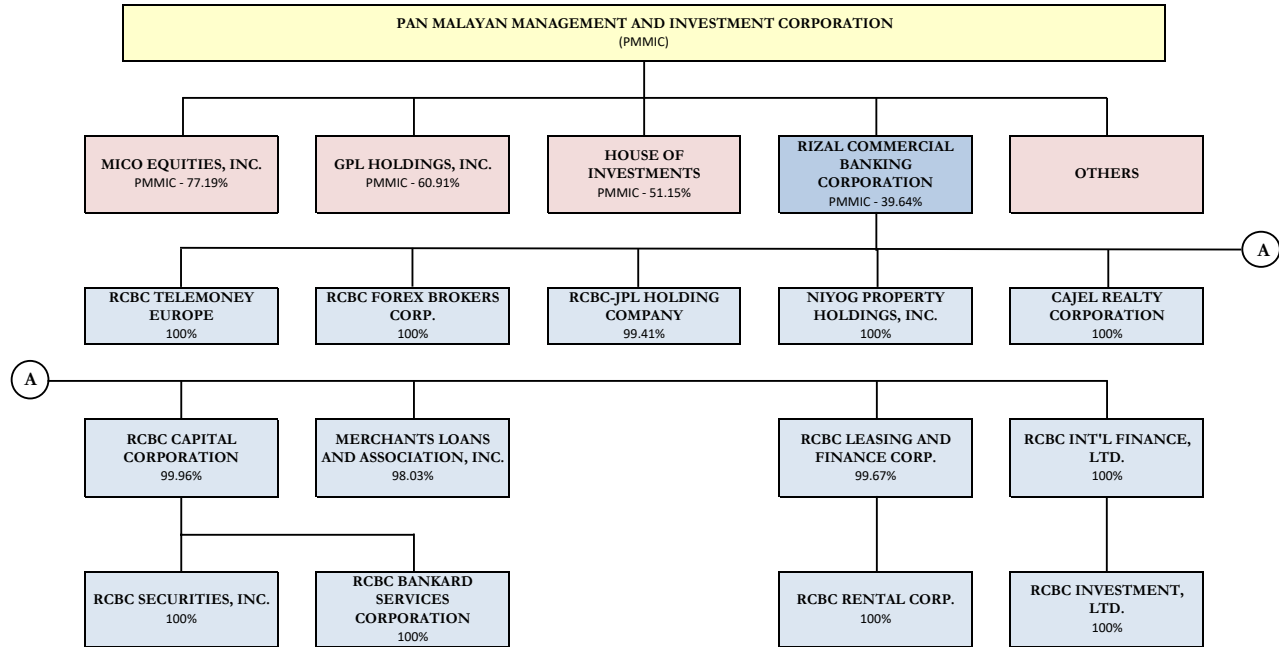 PAN MALAYAN MANAGEMENT AND INVESTMENT CORPORATION
(PMMIC)
MICO EQUITIES, INC.
PMMIC - 77.19%
GPL HOLDINGS, INC.
PMMIC - 60.91%
HOUSE OF
INVESTMENTS
PMMIC - 51.15%
RIZAL COMMERCIAL
BANKING
CORPORATION
PMMIC - 39.64%
OTHERS
A
RCBC TELEMONEY
EUROPE
100%
RCBC FOREX BROKERS
CORP.
100%
RCBC-JPL HOLDING
COMPANY
99.41%
NIYOG PROPERTY
HOLDINGS, INC.
100%
CAJEL REALTY
CORPORATION
100%
A
RCBC CAPITAL
CORPORATION
99.96%
MERCHANTS LOANS
AND ASSOCIATION, INC.
98.03%
RCBC LEASING AND
FINANCE CORP.
99.67%
RCBC INT'L FINANCE,
LTD.
100%
RCBC SECURITIES, INC.
100%
RCBC BANKARD
SERVICES
CORPORATION
100%
RCBC RENTAL CORP.
100%
RCBC INVESTMENT,
LTD.
100%